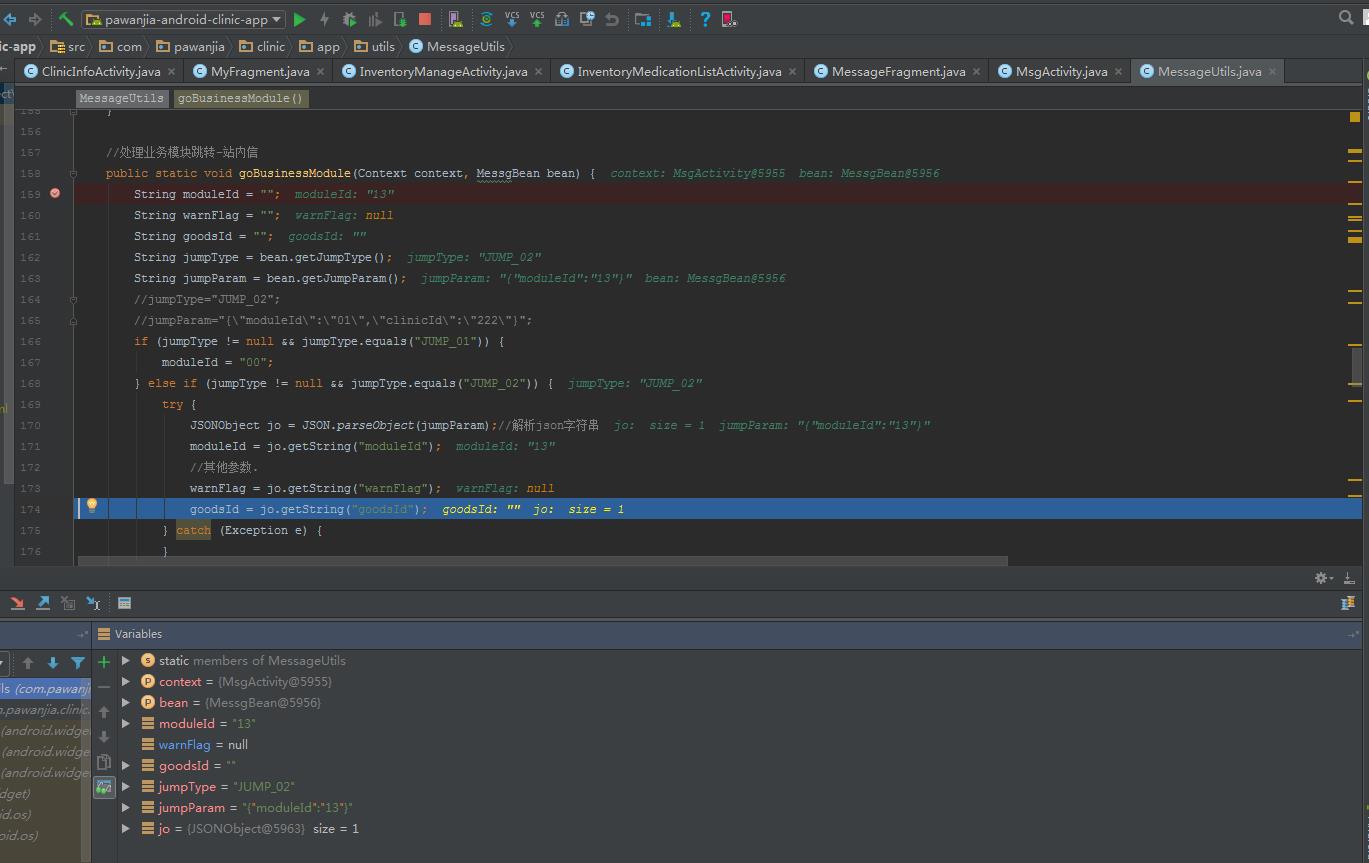 pawanjia-android-clinic-app
VCS VCS
ic-app src com pawanjia clinic app utils MessageUtils
ClinicInfoActivity.java MyFragment.java InventoryManageActivity.java InventoryMedicationListActivity.java MessageFragment.java MsgActivity.java MessageUtils.java
MessageUtils goBusinessModule()
155 }
156
157 //处理业务模块跳转-站内信
158 public static void goBusinessModule(Context context, MessgBean bean) { context: MsgActivity@5955 bean: MessgBean@5956
159 String moduleId = ""; moduleId: "13"
160 String warnFlag = ""; warnFlag: null
161 String goodsId = ""; goodsId: ""
162 String jumpType = bean.getJumpType(); jumpType: "JUMP_02"
163 String jumpParam = bean.getJumpParam(); jumpParam: "{"moduleId":"13"}" bean: MessgBean@5956
164 //jumpType="JUMP_02";
165 //jumpParam="{\"moduleId\":\"01\",\"clinicId\":\"222\"}";
166 if (jumpType != null && jumpType.equals("JUMP_01")) {
167 moduleId = "00";
168 } else if (jumpType != null && jumpType.equals("JUMP_02")) { jumpType: "JUMP_02"
169 try {
170 JSONObject jo = JSON.parseObject(jumpParam);//解析json字符串 jo: size = 1 jumpParam: "{"moduleId":"13"}"
171 moduleId = jo.getString("moduleId"); moduleId: "13"
172 //其他参数.
173 warnFlag = jo.getString("warnFlag"); warnFlag: null
174 goodsId = jo.getString("goodsId"); goodsId: "" jo: size = 1
175 } catch (Exception e) {
176 }
Variables
static members of MessageUtils
ils (com.pawanji
context = {MsgActivity@5955}
m.pawanjia.clinic.
bean = {MessgBean@5956}
(android.widge
moduleId = "13"
(android.widge
warnFlag = null
(android.widge
goodsId = ""
dget)
jumpType = "JUMP_02"
id.os)
jumpParam = "{"moduleId":"13"}"
oid.os)
jo = {JSONObject@5963} size = 1